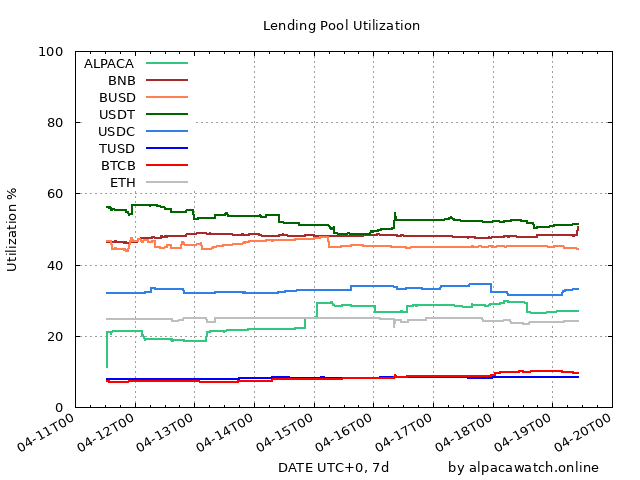 Lending Pool Utilization
100
80
60
40
20
0
Utilization %
ALPACA
BNB
BUSD
USDT
USDC
TUSD
BTCB
ETH
04-11T00
04-12T00
04-13T00
04-14T00
04-15T00
04-16T00
04-17T00
04-18T00
04-19T00
04-20T00
DATE UTC+0, 7d
by alpacawatch.online